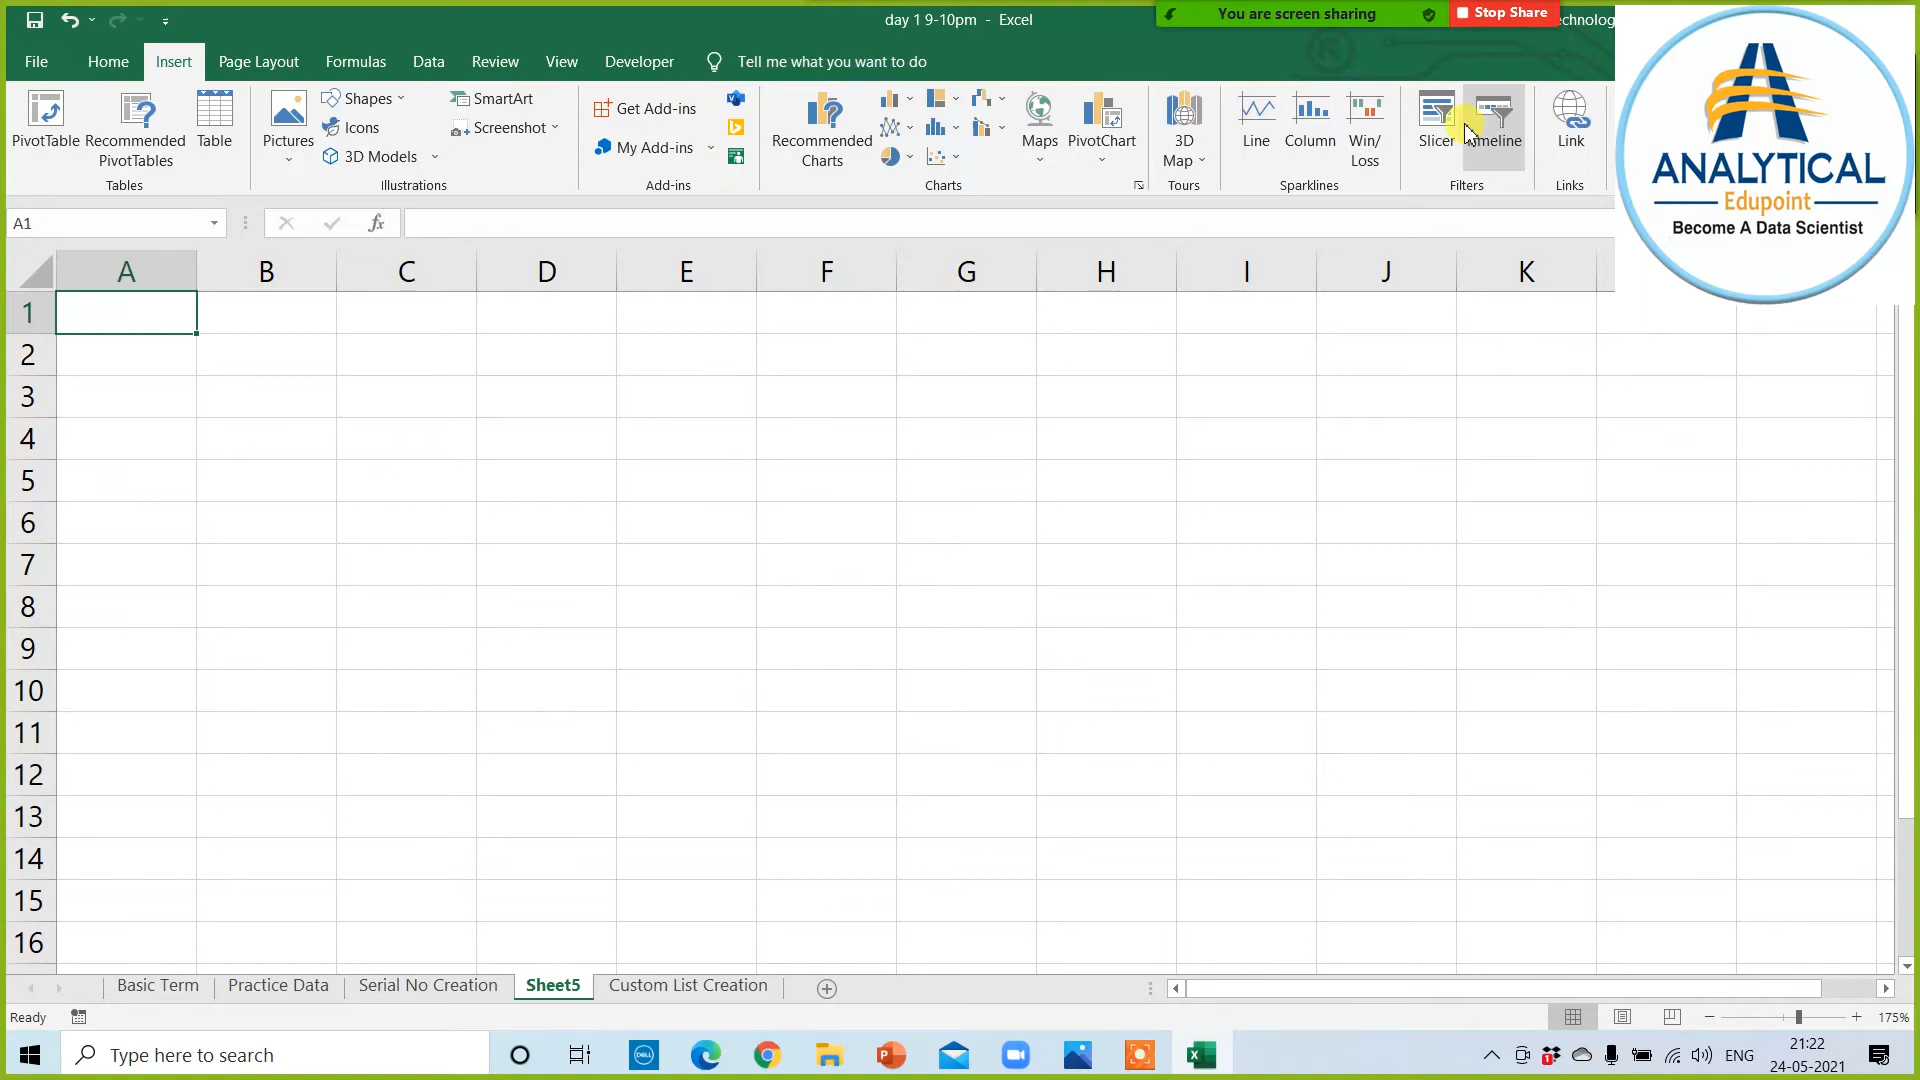 day 1 9-10pm - Excel
You are screen sharing
Stop Share
echnolog
File Home Insert Page Layout Formulas Data Review View Developer Tell me what you want to do
PivotTable
Recommended
PivotTables
Table
Tables
Pictures
Shapes
Icons
3D Models
SmartArt
Screenshot
Illustrations
Get Add-ins
My Add-ins
Add-ins
Recommended
Charts
Maps
PivotChart
Charts
3D
Map
Tours
Line
Column
Win/
Loss
Sparklines
Slicer
meline
Filters
Link
Links
ANALYTICAL
Edupoint
Become A Data Scientist
A1
fx
A B C D E F G H I J K
1
2
3
4
5
6
7
8
9
10
11
12
13
14
15
16
Basic Term Practice Data Serial No Creation Sheet5 Custom List Creation
Ready
175%
Type here to search
DELL
1
ENG
21:22
24-05-2021